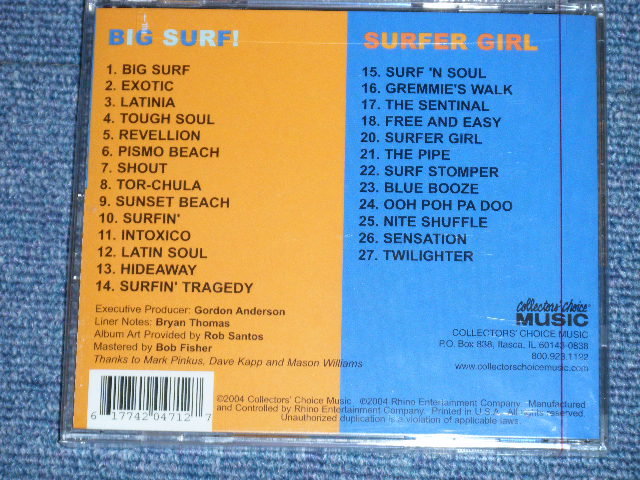 BIG SURF!
1. BIG SURF
2. EXOTIC
3. LATINIA
4. TOUGH SOUL
5. REVELLION
6. PISMO BEACH
7. SHOUT
8. TOR-CHULA
9. SUNSET BEACH
10. SURFIN'
11. INTOXICO
12. LATIN SOUL
13. HIDEAWAY
14. SURFIN' TRAGEDY
Executive Producer: Gordon Anderson
Liner Notes: Bryan Thomas
Album Art Provided by Rob Santos
Mastered by Bob Fisher
Thanks to Mark Pinkus, Dave Kapp and Mason Williams
SURFER GIRL
15. SURF 'N SOUL
16. GREMMIE'S WALK
17. THE SENTINAL
18. FREE AND EASY
20. SURFER GIRL
21. THE PIPE
22. SURF STOMPER
23. BLUE BOOZE
24. OOH POH PA DOO
25. NITE SHUFFLE
26. SENSATION
27. TWILIGHTER
Collectors' Choice®
MUSIC
COLLECTORS' CHOICE MUSIC
P.O. Box 838, Itasca, IL 60143-0838
800.923.1122
www.collectorschoicemusic.com
6 17742 04712 7
©2004 Collectors' Choice Music. ℗2004 Rhino Entertainment Company. Manufactured
and Controlled by Rhino Entertainment Company. Printed in U.S.A. All rights reserved.
Unauthorized duplication is a violation of applicable laws.